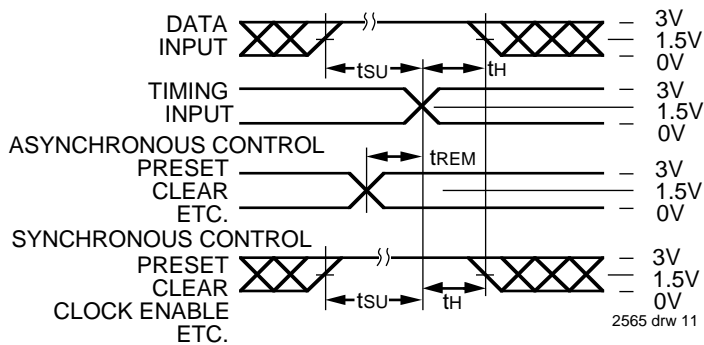 DATA INPUT
3V
1.5V
0V
tSU
tH
TIMING INPUT
3V
1.5V
0V
ASYNCHRONOUS CONTROL
PRESET
CLEAR
ETC.
tREM
3V
1.5V
0V
SYNCHRONOUS CONTROL
PRESET
CLEAR
CLOCK ENABLE
ETC.
tSU
tH
3V
1.5V
0V
2565 drw 11